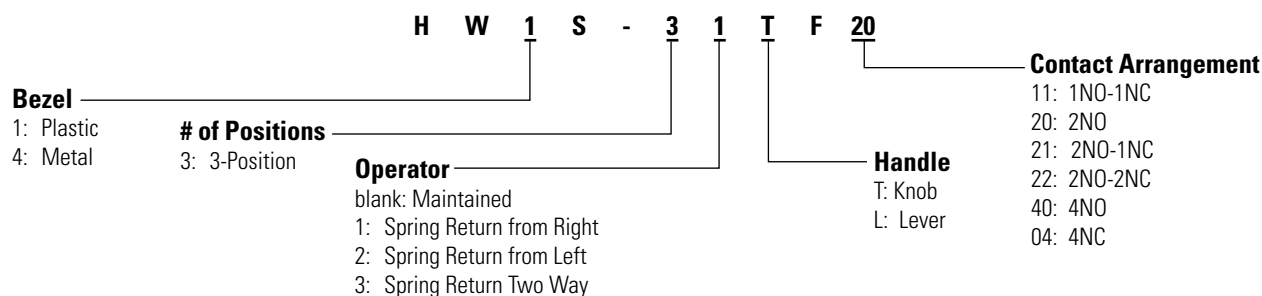 H W 1 S - 3 1 T F 20
Bezel
1: Plastic
4: Metal
# of Positions
3: 3-Position
Operator
blank: Maintained
1: Spring Return from Right
2: Spring Return from Left
3: Spring Return Two Way
Handle
T: Knob
L: Lever
Contact Arrangement
11: 1NO-1NC
20: 2NO
21: 2NO-1NC
22: 2NO-2NC
40: 4NO
04: 4NC